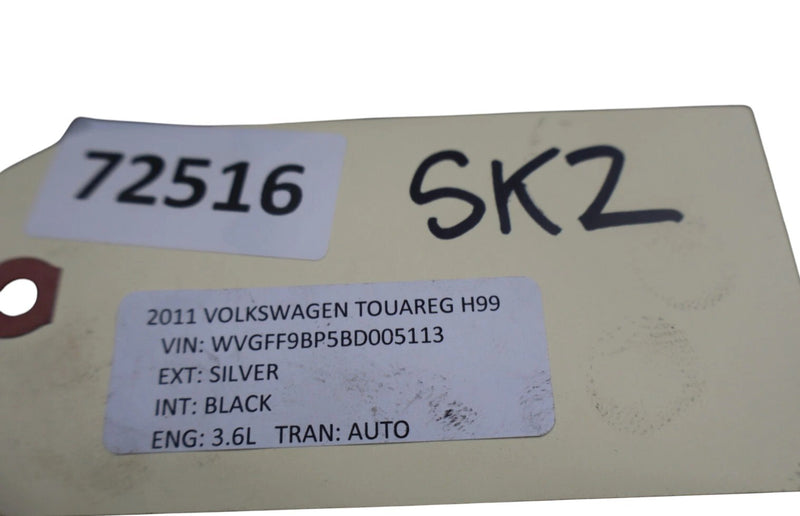 72516
SK2
2011 VOLKSWAGEN TOUAREG H99
VIN: WVGFF9BP5BD005113
EXT: SILVER
INT: BLACK
ENG: 3.6L TRAN: AUTO